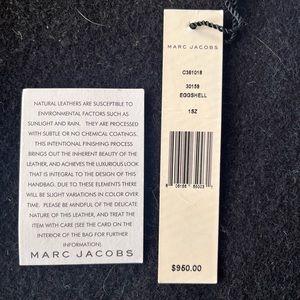 NATURAL LEATHERS ARE SUSCEPTIBLE TO
ENVIRONMENTAL FACTORS SUCH AS
SUNLIGHT AND RAIN. THEY ARE PROCESSED
WITH SUBTLE OR NO CHEMICAL COATINGS.
THIS INTENTIONAL FINISHING PROCESS
BRINGS OUT THE INHERENT BEAUTY OF THE
LEATHER, AND ACHIEVES THE LUXURIOUS LOOK
THAT IS INTEGRAL TO THE DESIGN OF THIS
HANDBAG. DUE TO THESE ELEMENTS THERE
WILL BE SLIGHT VARIATIONS IN COLOR OVER
TIME. PLEASE BE MINDFUL OF THE DELICATE
NATURE OF THIS LEATHER, AND TREAT THE
ITEM WITH CARE (SEE THE CARD ON THE
INTERIOR OF THE BAG FOR FURTHER
INFORMATION).
MARC JACOBS
MARC JACOBS
C381018
30159
EGGSHELL
1SZ
$950.00